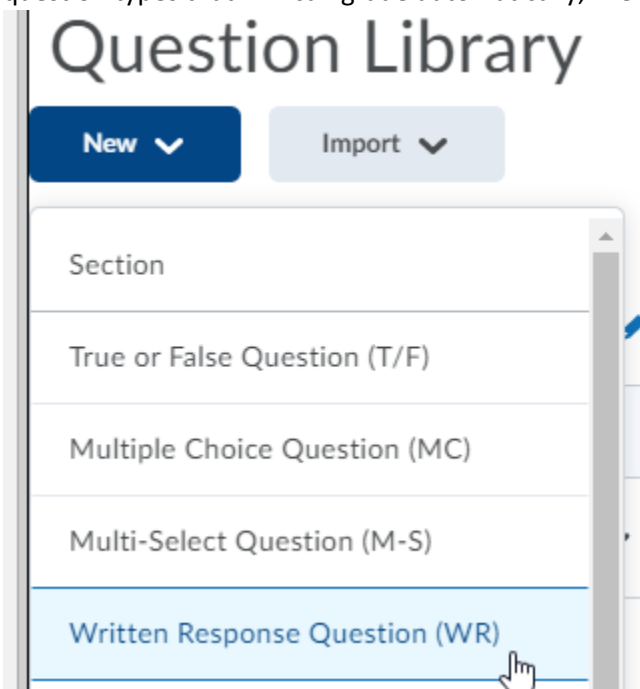 Question Library
New Import
Section
True or False Question (T/F)
Multiple Choice Question (MC)
Multi-Select Question (M-S)
Written Response Question (WR)